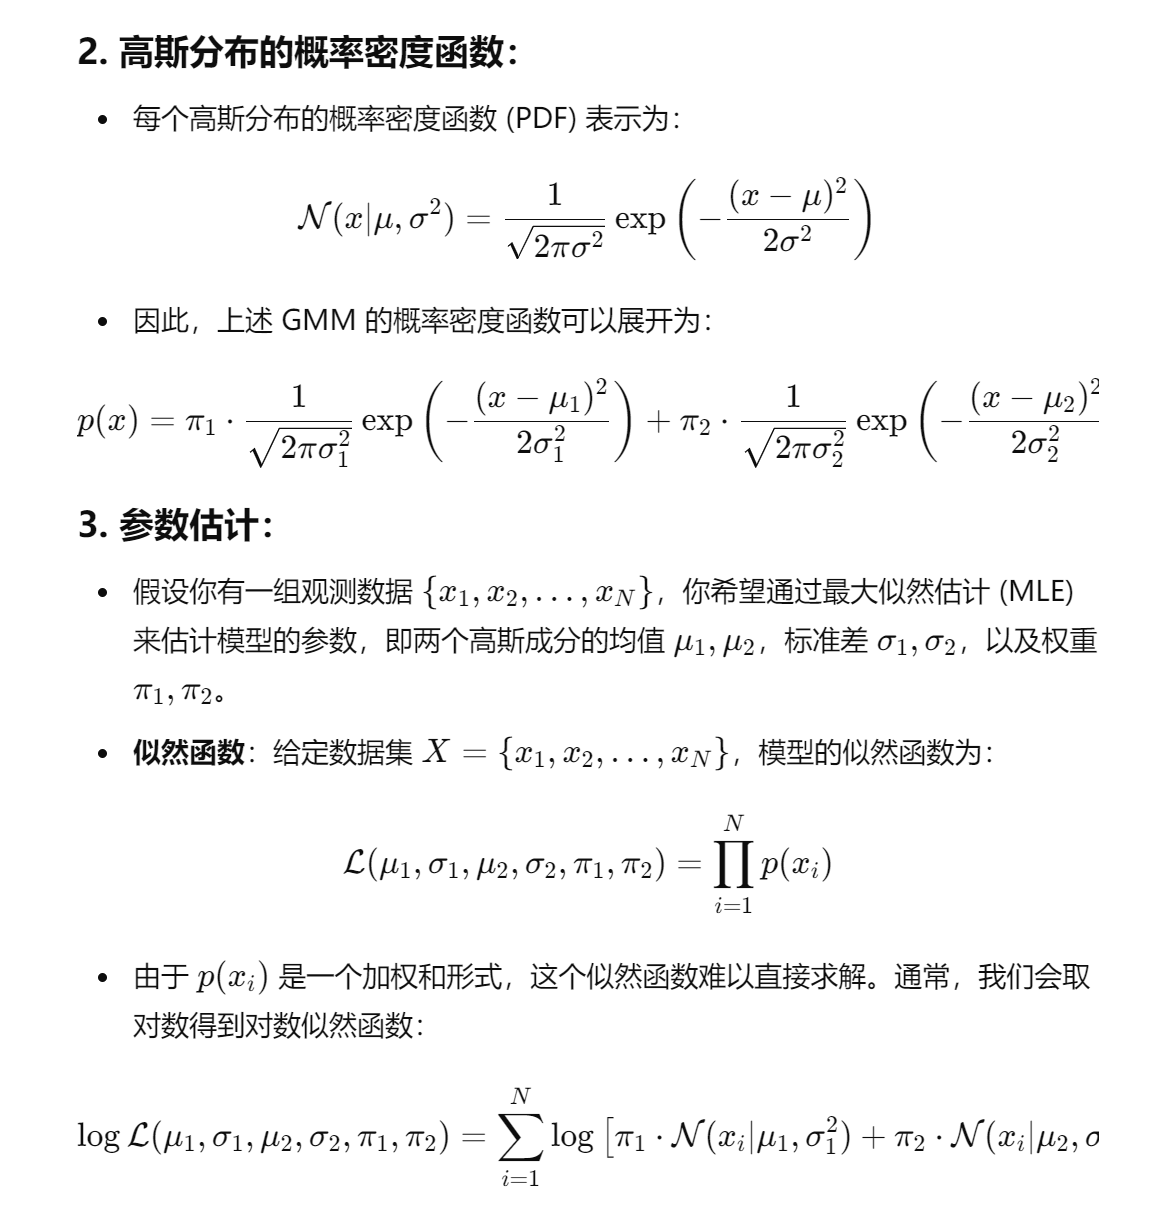 2. 高斯分布的概率密度函数：
• 每个高斯分布的概率密度函数 (PDF) 表示为：
$\mathcal{N}(x|\mu, \sigma^2) = \frac{1}{\sqrt{2\pi\sigma^2}} \exp\left(-\frac{(x-\mu)^2}{2\sigma^2}\right)$
• 因此，上述 GMM 的概率密度函数可以展开为：
$p(x) = \pi_1 \cdot \frac{1}{\sqrt{2\pi\sigma_1^2}} \exp\left(-\frac{(x-\mu_1)^2}{2\sigma_1^2}\right) + \pi_2 \cdot \frac{1}{\sqrt{2\pi\sigma_2^2}} \exp\left(-\frac{(x-\mu_2)^2}{2\sigma_2^2}\right.$
3. 参数估计：
• 假设你有一组观测数据 $\{x_1, x_2, \ldots, x_N\}$，你希望通过最大似然估计 (MLE)
来估计模型的参数，即两个高斯成分的均值 $\mu_1, \mu_2$，标准差 $\sigma_1, \sigma_2$，以及权重
$\pi_1, \pi_2$。
• 似然函数：给定数据集 $X = \{x_1, x_2, \ldots, x_N\}$，模型的似然函数为：
$\mathcal{L}(\mu_1, \sigma_1, \mu_2, \sigma_2, \pi_1, \pi_2) = \prod_{i=1}^{N} p(x_i)$
• 由于 $p(x_i)$ 是一个加权和形式，这个似然函数难以直接求解。通常，我们会取
对数得到对数似然函数：
$\log \mathcal{L}(\mu_1, \sigma_1, \mu_2, \sigma_2, \pi_1, \pi_2) = \sum_{i=1}^{N} \log [\pi_1 \cdot \mathcal{N}(x_i|\mu_1, \sigma_1^2) + \pi_2 \cdot \mathcal{N}(x_i|\mu_2, \sigma$